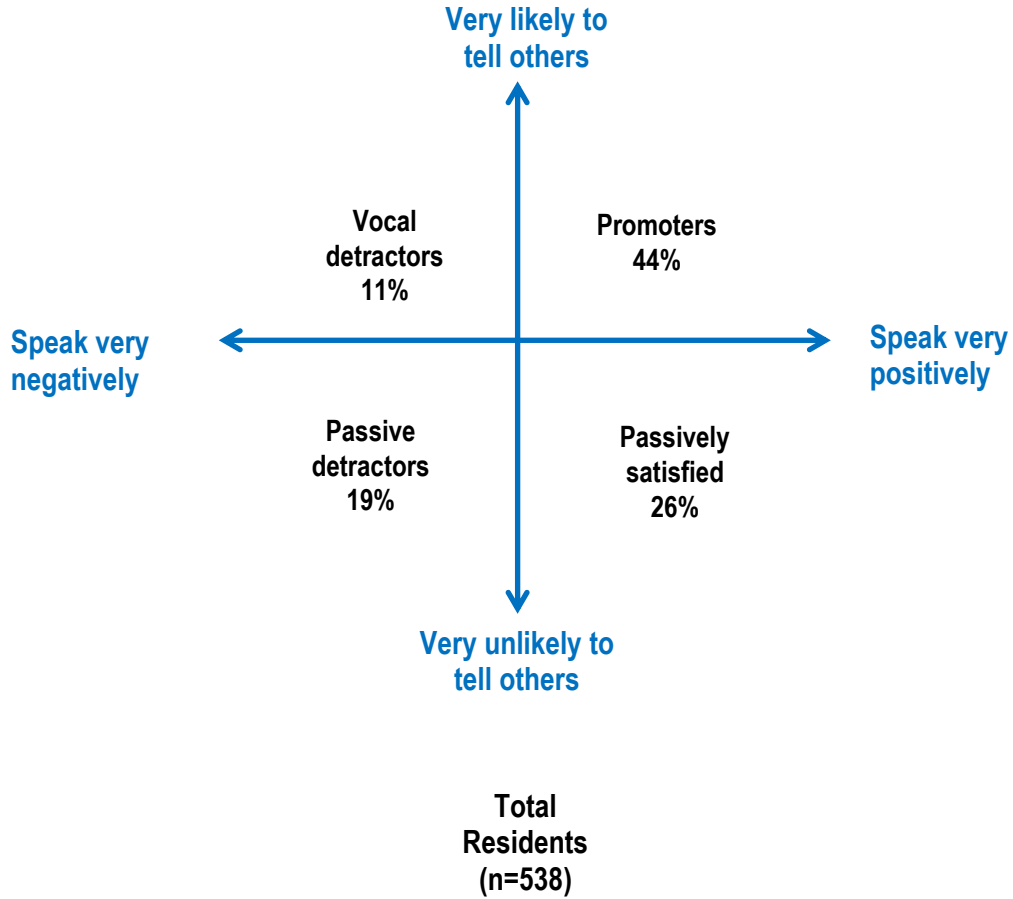 Very likely to
tell others
Vocal
detractors
11%
Promoters
44%
Speak very
negatively
Speak very
positively
Passive
detractors
19%
Passively
satisfied
26%
Very unlikely to
tell others
Total
Residents
(n=538)